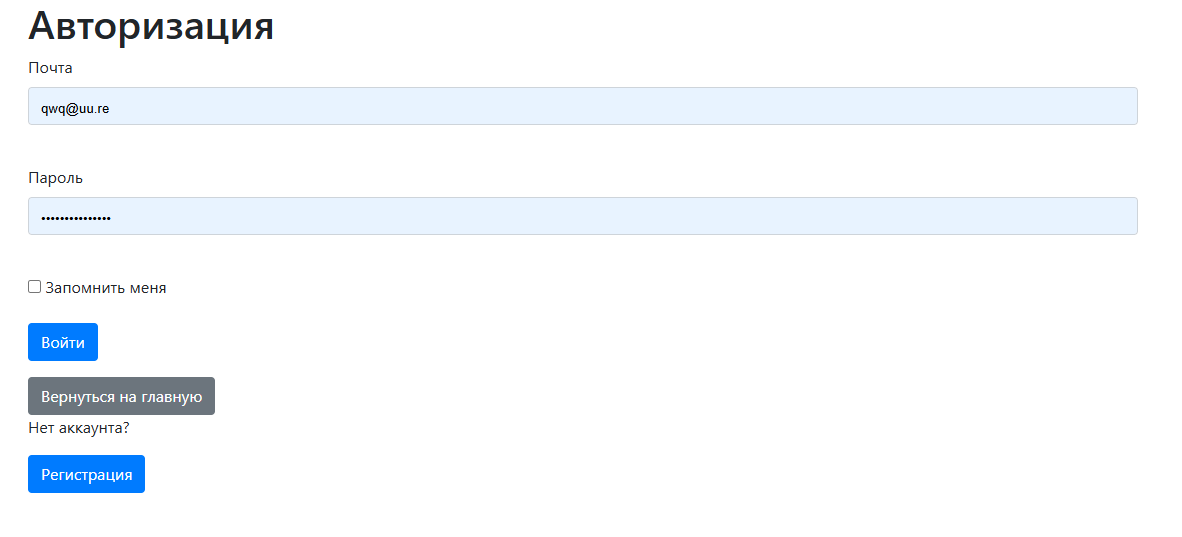 Авторизация
Почта
qwq@uu.re
Пароль
•••••••••••••••
Запомнить меня
Войти
Вернуться на главную
Нет аккаунта?
Регистрация